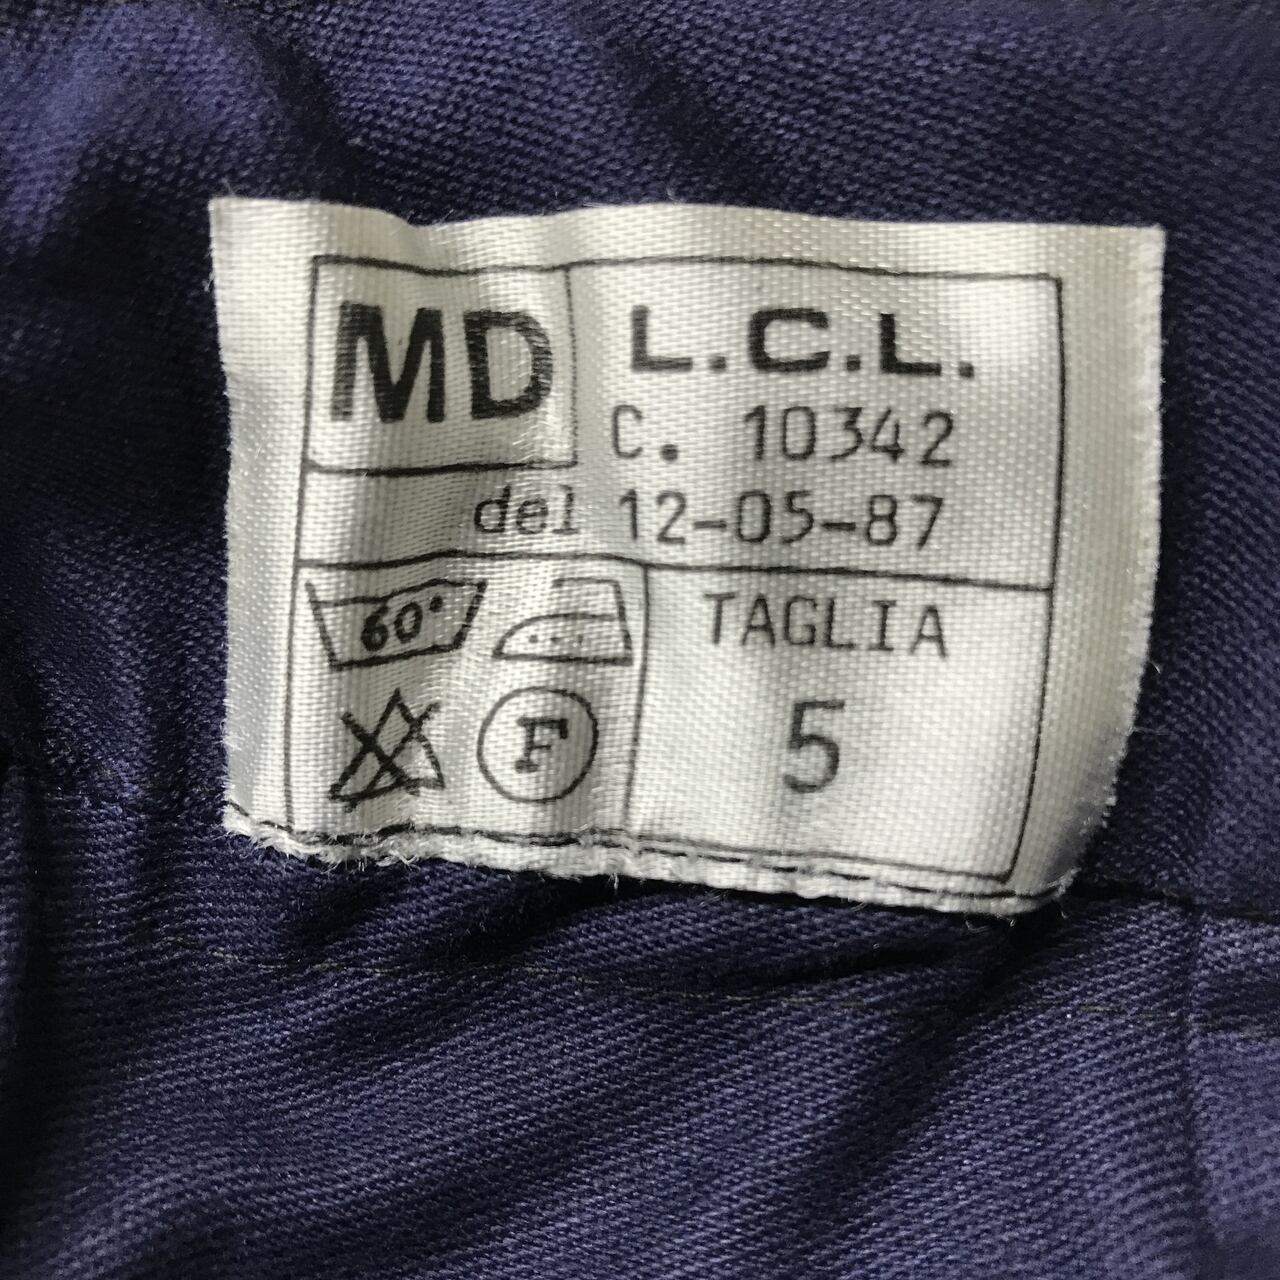 MD
L.C.L.
C. 10342
del 12-05-87
60°
F
TAGLIA
5